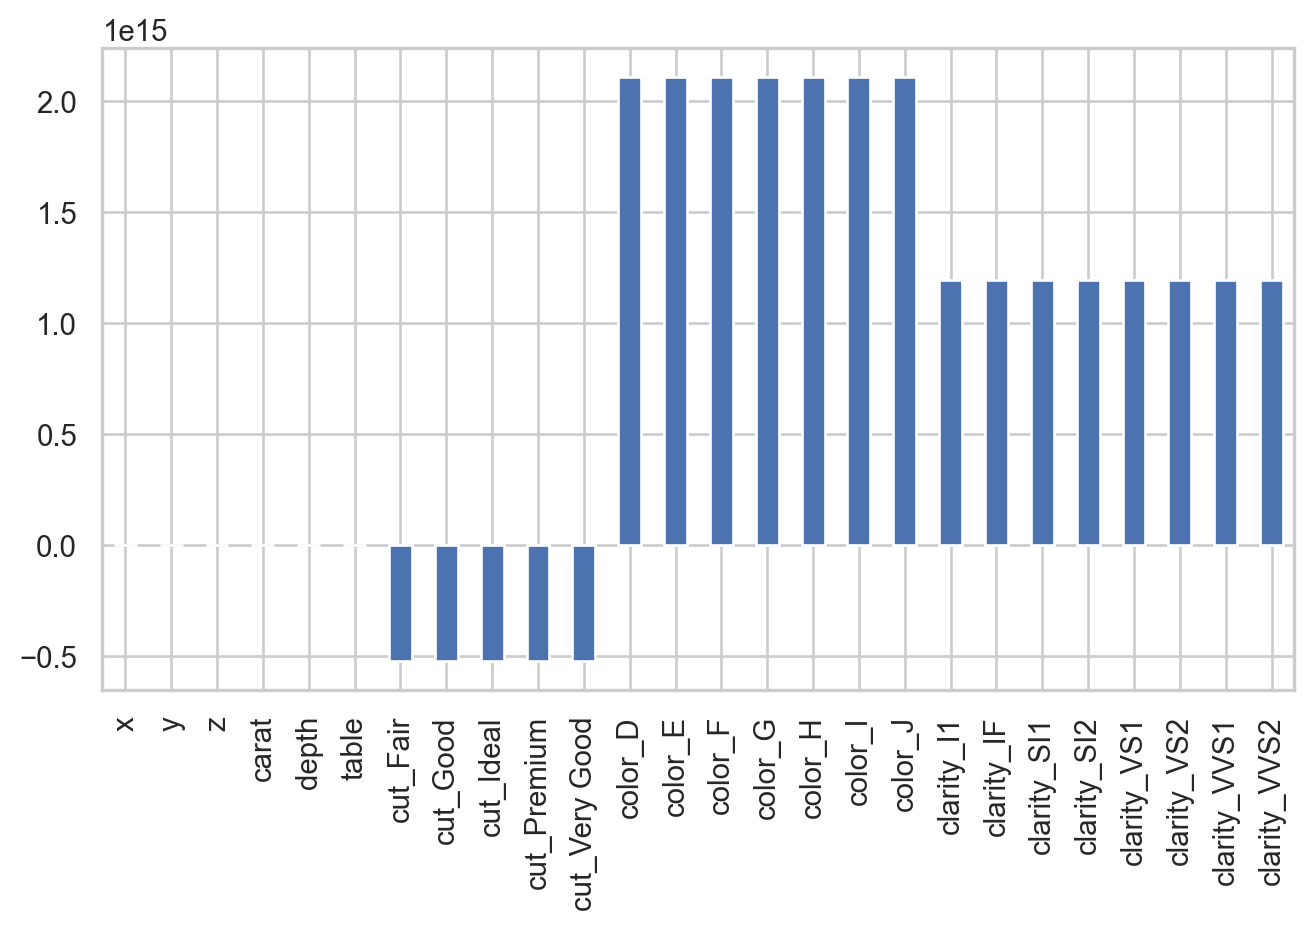 1e15
2.0
1.5
1.0
0.5
0.0
−0.5
x
y
z
carat
depth
table
cut_Fair
cut_Good
cut_Ideal
cut_Premium
cut_Very Good
color_D
color_E
color_F
color_G
color_H
color_I
color_J
clarity_I1
clarity_IF
clarity_SI1
clarity_SI2
clarity_VS1
clarity_VS2
clarity_VVS1
clarity_VVS2